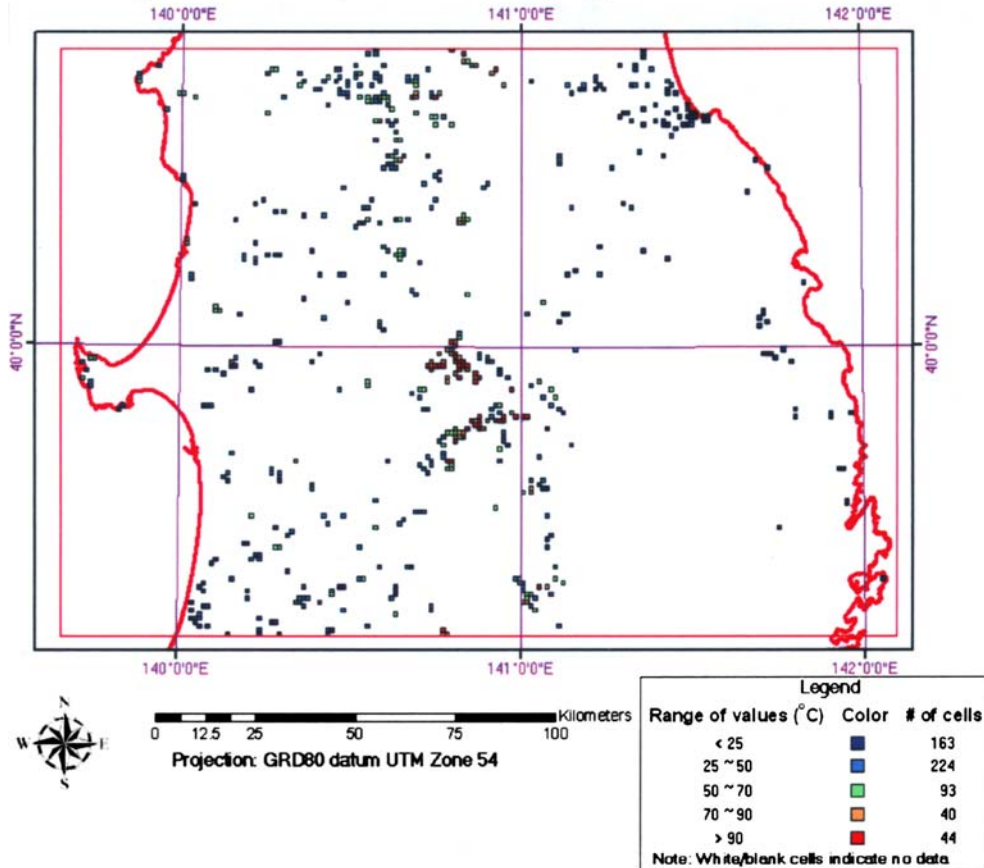 140°0'0"E 141°0'0"E 142°0'0"E
40°0'0"N 40°0'0"N
140°0'0"E 141°0'0"E 142°0'0"E
N
W E
S
Kilometers
0 12.5 25 50 75 100
Projection: GRD80 datum UTM Zone 54
Legend
Range of values (°C) Color # of cells
< 25 163
25 ~ 50 224
50 ~ 70 93
70 ~ 90 40
> 90 44
Note: White/blank cells indicate no data